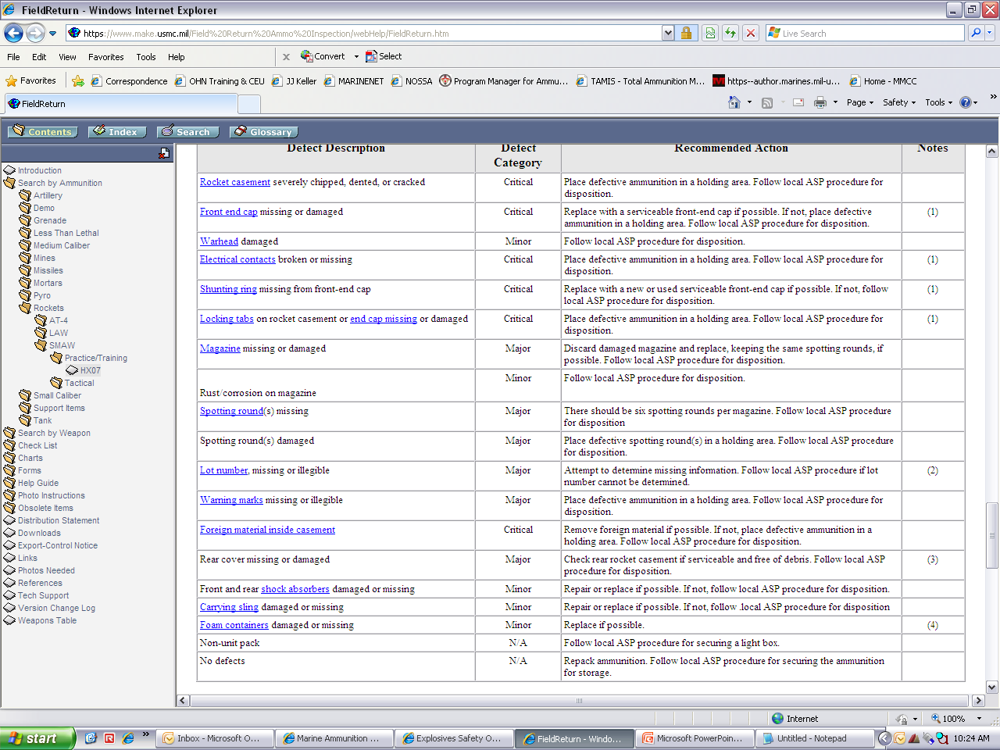 FieldReturn - Windows Internet Explorer
https://www.make.usmc.mil/Field%20Return%20Ammo%20Inspection/webHelp/FieldReturn.htm
Live Search
File Edit View Favorites Tools Help
Convert Select
Favorites Correspondence OHN Training & CEU JJ Keller MARINENET NOSSA Program Manager for Ammu... TAMIS - Total Ammunition M... https--author.marines.mil-u... Home - MMCC
FieldReturn
Page Safety Tools
Contents Index Search Glossary
Introduction
Search by Ammunition
Artillery
Demo
Grenade
Less Than Lethal
Medium Caliber
Mines
Missiles
Mortars
Pyro
Rockets
AT-4
LAW
SMAW
Practice/Training
HX07
Tactical
Small Caliber
Support Items
Tank
Search by Weapon
Check List
Charts
Forms
Help Guide
Photo Instructions
Obsolete Items
Distribution Statement
Downloads
Export-Control Notice
Links
Photos Needed
References
Tech Support
Version Change Log
Weapons Table
Defect Description Defect Recommended Action Notes
Category
Rocket casement severely chipped, dented, or cracked Critical Place defective ammunition in a holding area. Follow local ASP procedure for
disposition.
Front end cap missing or damaged Critical Replace with a serviceable front-end cap if possible. If not, place defective (1)
ammunition in a holding area. Follow local ASP procedure for disposition.
Warhead damaged Minor Follow local ASP procedure for disposition.
Electrical contacts broken or missing Critical Place defective ammunition in a holding area. Follow local ASP procedure for (1)
disposition.
Shunting ring missing from front-end cap Critical Replace with a new or used serviceable front-end cap if possible. If not, follow (1)
local ASP procedure for disposition.
Locking tabs on rocket casement or end cap missing or damaged Critical Place defective ammunition in a holding area. Follow local ASP procedure for (1)
disposition.
Magazine missing or damaged Major Discard damaged magazine and replace, keeping the same spotting rounds, if
possible. Follow local ASP procedure for disposition.
Minor Follow local ASP procedure for disposition.
Rust/corrosion on magazine
Spotting round(s) missing Major There should be six spotting rounds per magazine. Follow local ASP procedure
for disposition
Spotting round(s) damaged Major Place defective spotting round(s) in a holding area. Follow local ASP procedure
for disposition.
Lot number, missing or illegible Major Attempt to determine missing information. Follow local ASP procedure if lot (2)
number cannot be determined.
Warning marks missing or illegible Major Place defective ammunition in a holding area. Follow local ASP procedure for
disposition.
Foreign material inside casement Critical Remove foreign material if possible. If not, place defective ammunition in a
holding area. Follow local ASP procedure for disposition.
Rear cover missing or damaged Major Check rear rocket casement if serviceable and free of debris. Follow local ASP (3)
procedure for disposition.
Front and rear shock absorbers damaged or missing Minor Repair or replace if possible. If not, follow local ASP procedure for disposition.
Carrying sling damaged or missing Minor Repair or replace if possible. If not, follow .local ASP procedure for disposition
Foam containers damaged or missing Minor Replace if possible. (4)
Non-unit pack N/A Follow local ASP procedure for securing a light box.
No defects N/A Repack ammunition. Follow local ASP procedure for securing the ammunition
for storage.
Internet 100%
start Inbox - Microsoft O... Marine Ammunition ... Explosives Safety O... FieldReturn - Windo... Microsoft PowerPoin... Untitled - Notepad 10:24 AM